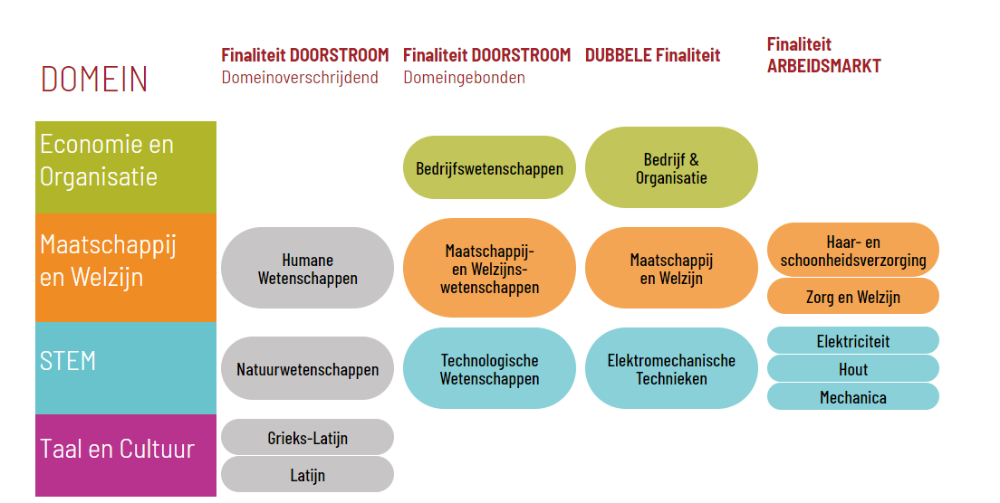 DOMEIN
Finaliteit DOORSTROOM
Domeinoverschrijdend
Finaliteit DOORSTROOM
Domeingebonden
DUBBELE Finaliteit
Finaliteit
ARBEIDSMARKT
Economie en
Organisatie
Bedrijfswetenschappen
Bedrijf &
Organisatie
Maatschappij
en Welzijn
Humane
Wetenschappen
Maatschappij-
en Welzijns-
wetenschappen
Maatschappij
en Welzijn
Haar- en
schoonheidsverzorging
Zorg en Welzijn
STEM
Natuurwetenschappen
Technologische
Wetenschappen
Elektromechanische
Technieken
Elektriciteit
Hout
Mechanica
Taal en Cultuur
Grieks-Latijn
Latijn